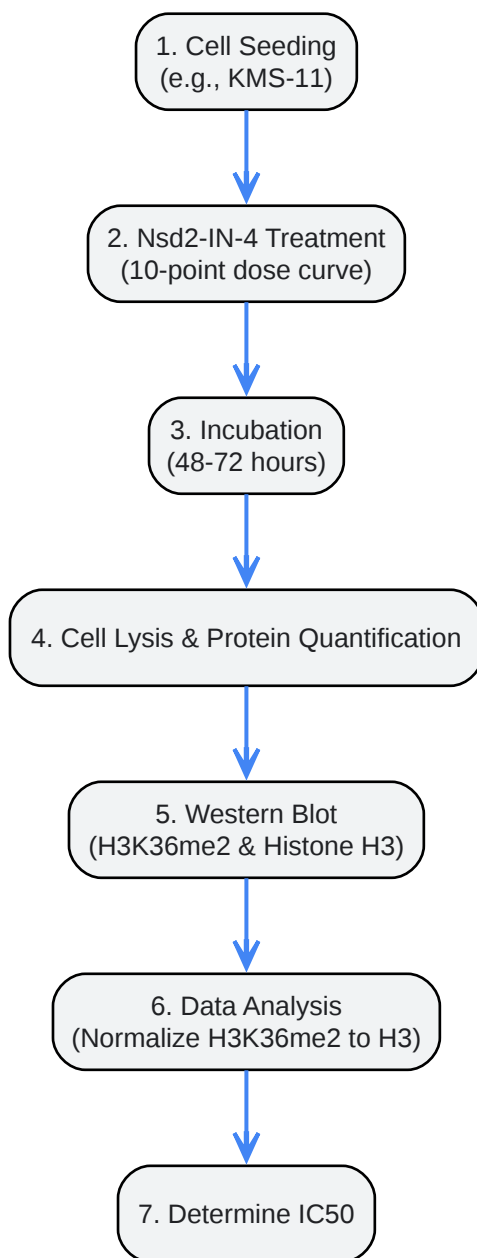 1. Cell Seeding
(e.g., KMS-11)
2. Nsd2-IN-4 Treatment
(10-point dose curve)
3. Incubation
(48-72 hours)
4. Cell Lysis & Protein Quantification
5. Western Blot
(H3K36me2 & Histone H3)
6. Data Analysis
(Normalize H3K36me2 to H3)
7. Determine IC50